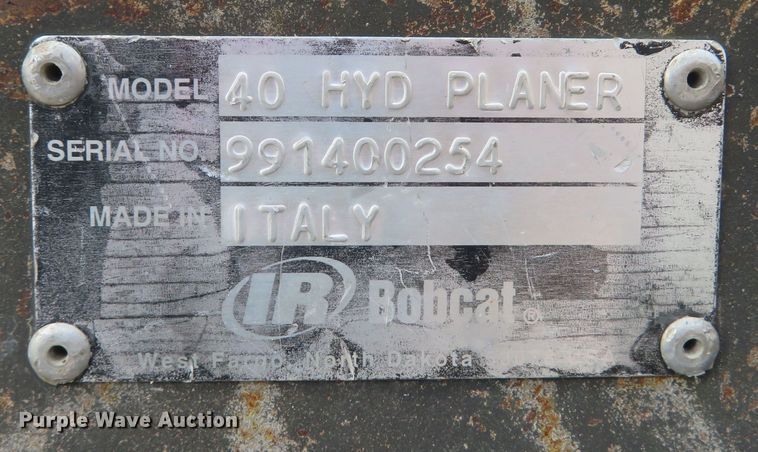 MODEL 40 HYD PLANER
SERIAL NO. 991400254
MADE IN ITALY
IR Bobcat®
West Fargo, North Dakota
Purple Wave Auction